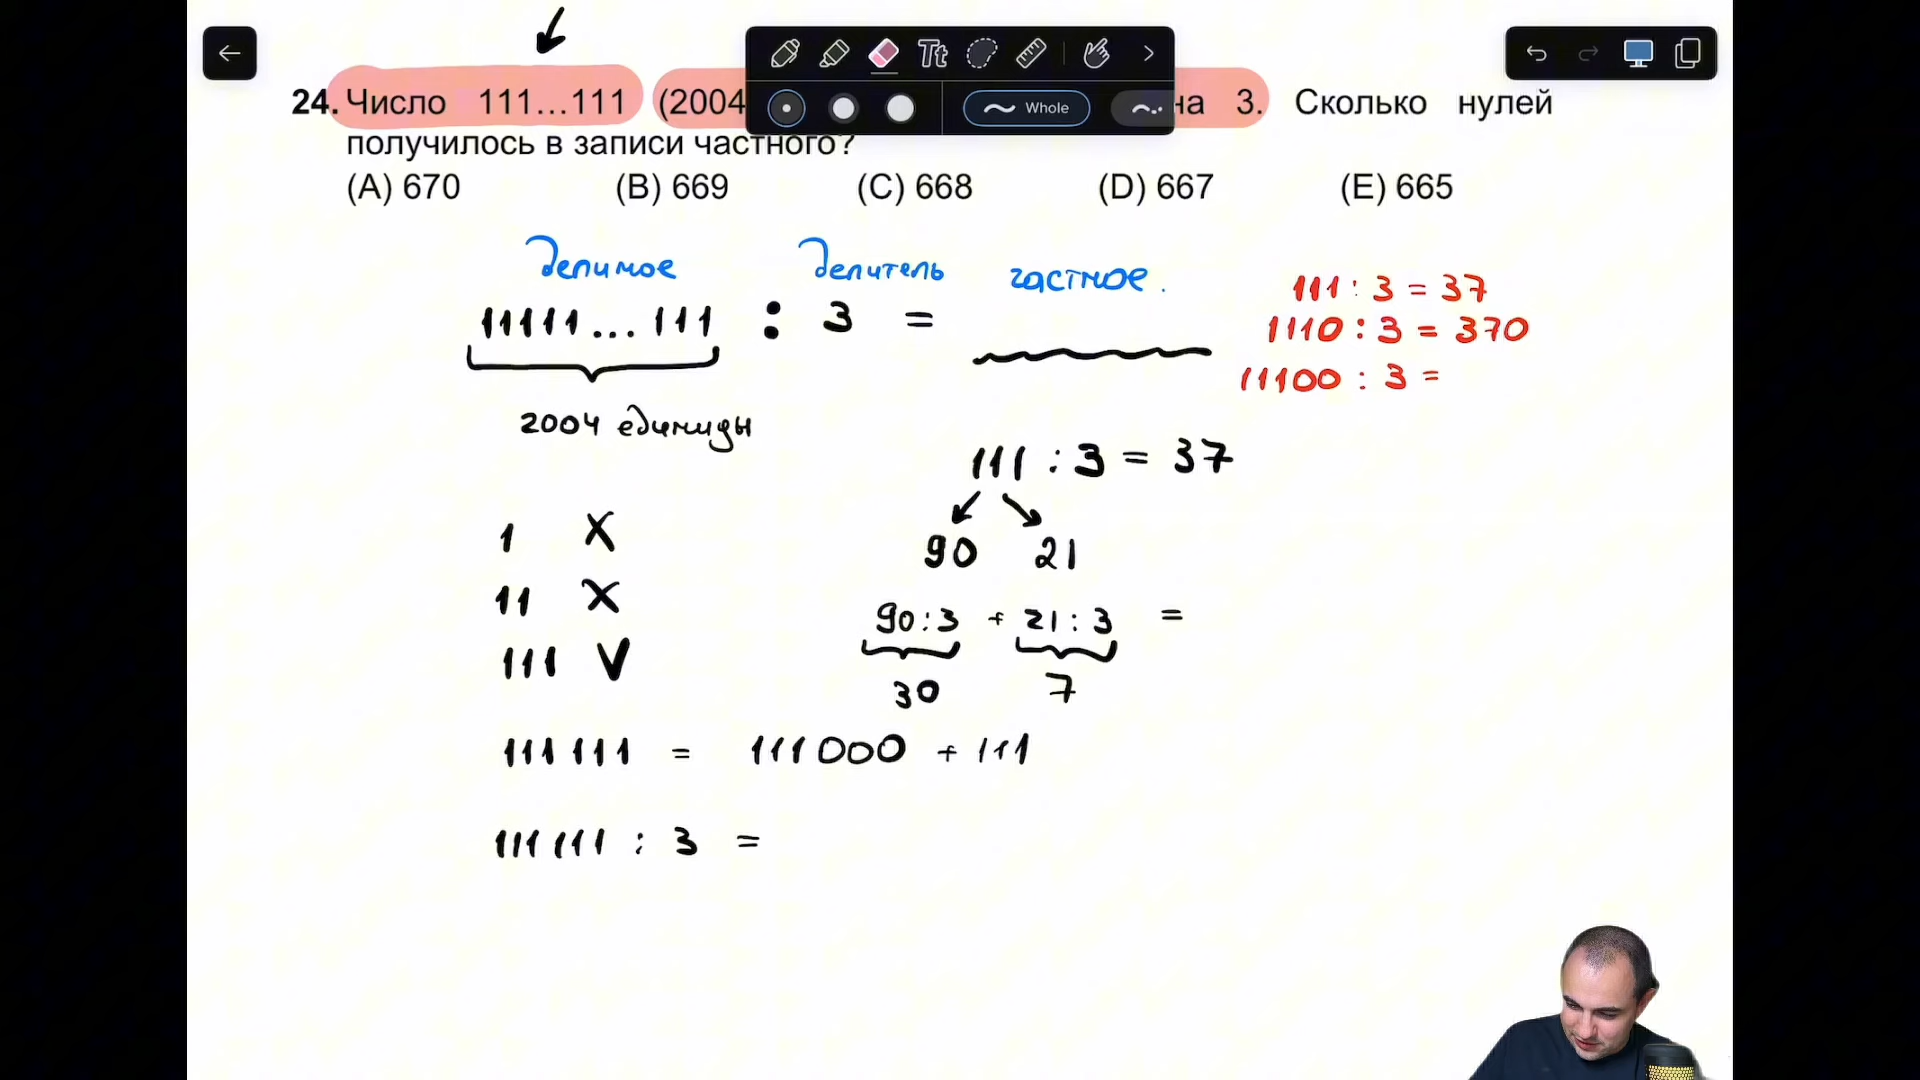 Tt
Whole
24. Число 111...111 (2004 на 3. Сколько нулей
получилось в записи частного?
(A) 670 (B) 669 (C) 668 (D) 667 (E) 665
делимое делитель частное.
11111...111 : 3 =
2004 единицы
111 : 3 = 37
1110 : 3 = 370
11100 : 3 =
111 : 3 = 37
90 21
90:3 + 21:3 =
30 7
1 X
11 X
111 V
111111 = 111000 + 111
111111 : 3 =